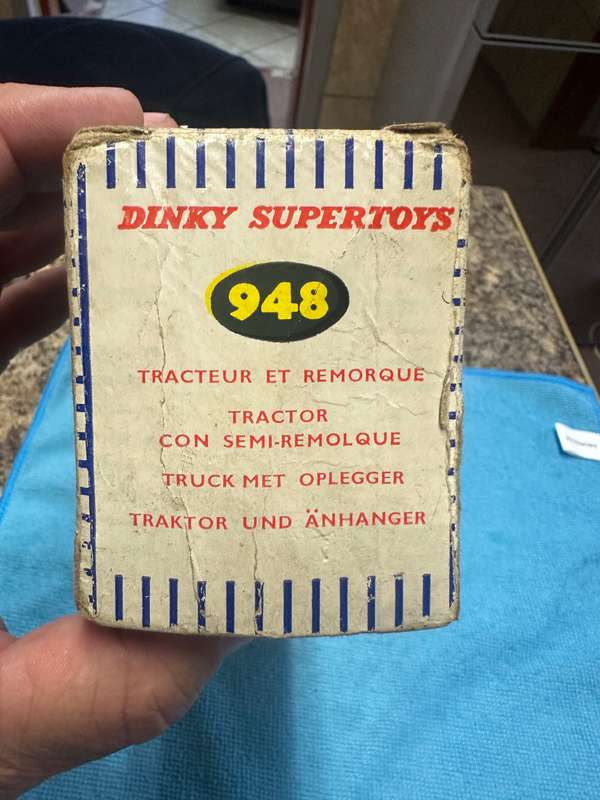 DINKY SUPERTOYS
948
TRACTEUR ET REMORQUE
TRACTOR
CON SEMI-REMOLQUE
TRUCK MET OPLEGGER
TRAKTOR UND ÄNHANGER